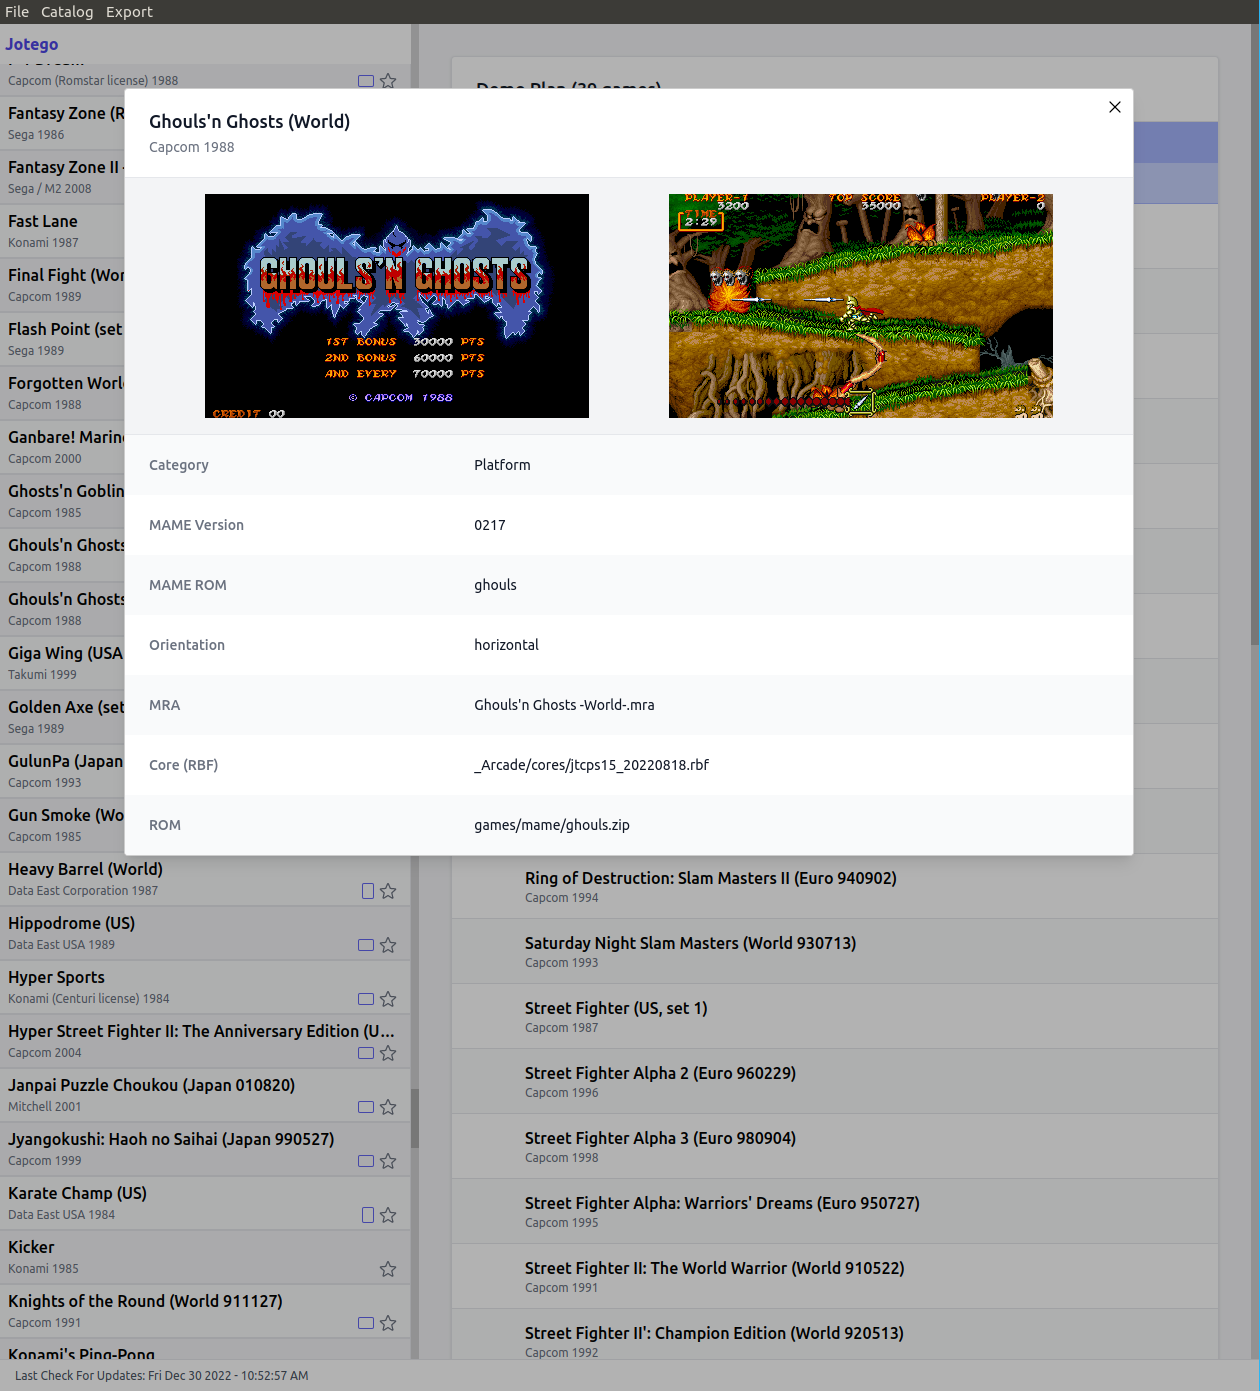 File Catalog Export
Jotego
Capcom (Romstar license) 1988
Fantasy Zone (R
Sega 1986
Fantasy Zone II
Sega / M2 2008
Fast Lane
Konami 1987
Final Fight (Wor
Capcom 1989
Flash Point (set
Sega 1989
Forgotten Worl
Capcom 1988
Ganbare! Marin
Capcom 2000
Ghosts'n Goblin
Capcom 1985
Ghouls'n Ghosts
Capcom 1988
Ghouls'n Ghosts
Capcom 1988
Giga Wing (USA
Takumi 1999
Golden Axe (set
Sega 1989
GulunPa (Japan
Capcom 1993
Gun Smoke (Wo
Capcom 1985
Heavy Barrel (World)
Data East Corporation 1987
Hippodrome (US)
Data East USA 1989
Hyper Sports
Konami (Centuri license) 1984
Hyper Street Fighter II: The Anniversary Edition (U...
Capcom 2004
Janpai Puzzle Choukou (Japan 010820)
Mitchell 2001
Jyangokushi: Haoh no Saihai (Japan 990527)
Capcom 1999
Karate Champ (US)
Data East USA 1984
Kicker
Konami 1985
Knights of the Round (World 911127)
Capcom 1991
Konami's Ping-Pong
Demo Plan (39 games)
Ghouls'n Ghosts (World)
Capcom 1988
GHOULS'N GHOSTS
1ST BONUS 30000 PTS
2ND BONUS 60000 PTS
AND EVERY 70000 PTS
© CAPCOM 1988
CREDIT 00
PLAYER-1 TOP SCORE PLAYER-2
3200 35000 0
TIME
2:29
Category Platform
MAME Version 0217
MAME ROM ghouls
Orientation horizontal
MRA Ghouls'n Ghosts -World-.mra
Core (RBF) _Arcade/cores/jtcps15_20220818.rbf
ROM games/mame/ghouls.zip
Ring of Destruction: Slam Masters II (Euro 940902)
Capcom 1994
Saturday Night Slam Masters (World 930713)
Capcom 1993
Street Fighter (US, set 1)
Capcom 1987
Street Fighter Alpha 2 (Euro 960229)
Capcom 1996
Street Fighter Alpha 3 (Euro 980904)
Capcom 1998
Street Fighter Alpha: Warriors' Dreams (Euro 950727)
Capcom 1995
Street Fighter II: The World Warrior (World 910522)
Capcom 1991
Street Fighter II': Champion Edition (World 920513)
Capcom 1992
Last Check For Updates: Fri Dec 30 2022 - 10:52:57 AM